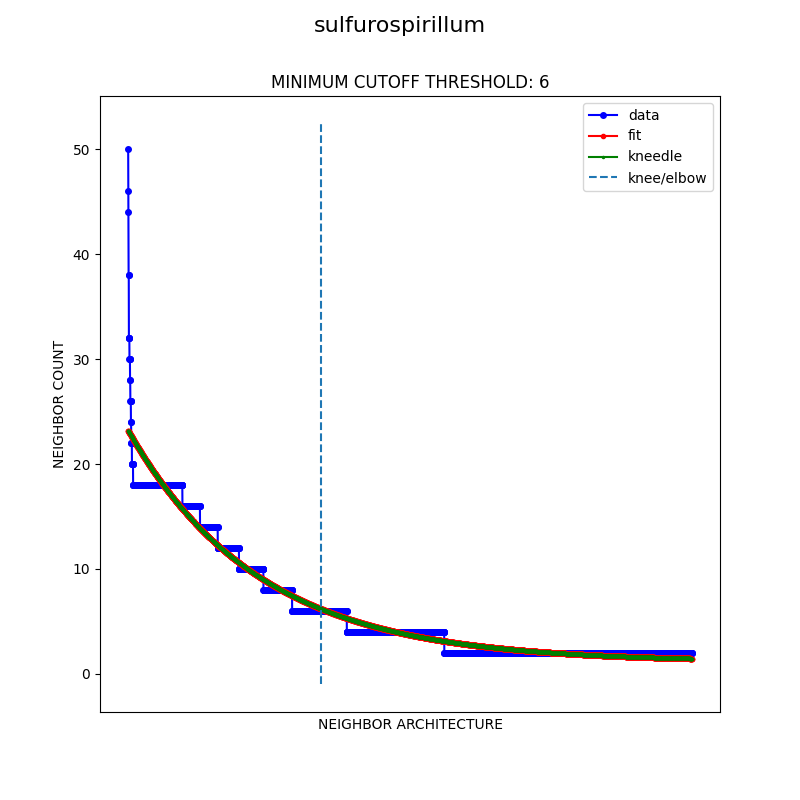 sulfurospirillum
MINIMUM CUTOFF THRESHOLD: 6
data
fit
kneedle
knee/elbow
50
40
30
20
10
0
NEIGHBOR COUNT
NEIGHBOR ARCHITECTURE